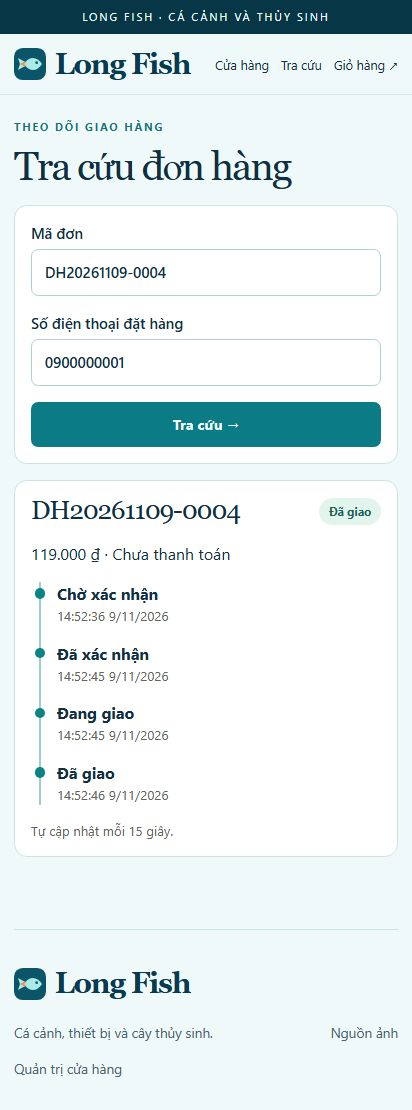 LONG FISH · CÁ CẢNH VÀ THỦY SINH
Long Fish Cửa hàng Tra cứu Giỏ hàng ↗
THEO DÕI GIAO HÀNG
Tra cứu đơn hàng
Mã đơn
DH20261109-0004
Số điện thoại đặt hàng
0900000001
Tra cứu →
DH20261109-0004 Đã giao
119.000 ₫ · Chưa thanh toán
Chờ xác nhận
14:52:36 9/11/2026
Đã xác nhận
14:52:45 9/11/2026
Đang giao
14:52:45 9/11/2026
Đã giao
14:52:46 9/11/2026
Tự cập nhật mỗi 15 giây.
Long Fish
Cá cảnh, thiết bị và cây thủy sinh. Nguồn ảnh
Quản trị cửa hàng